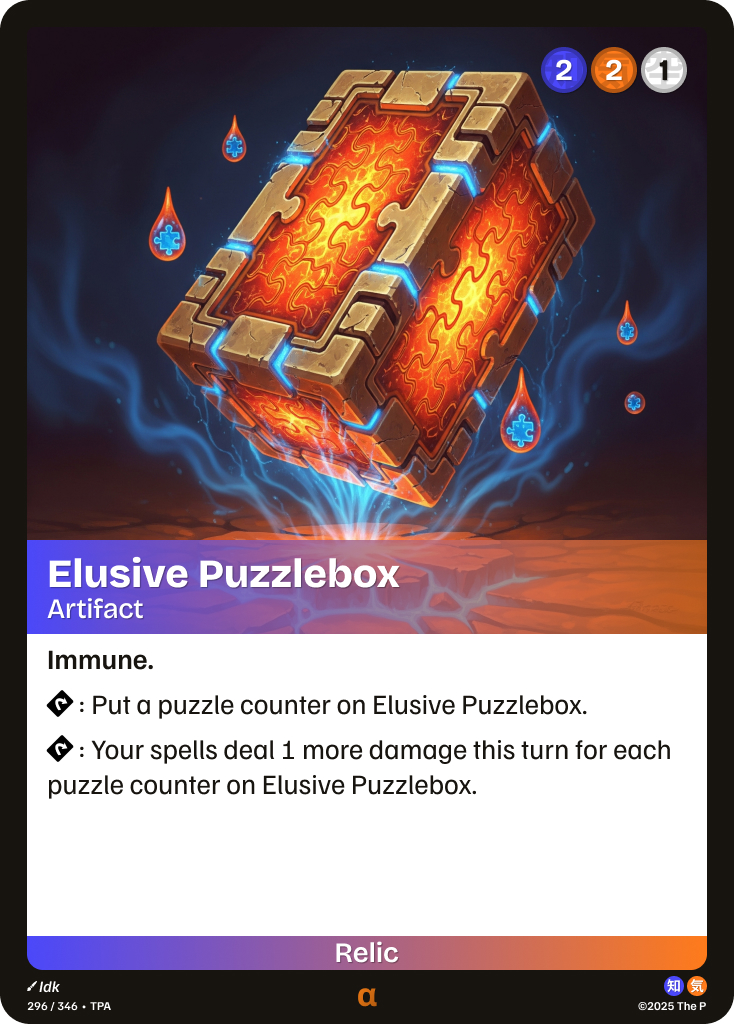 2 2 1
Elusive Puzzlebox
Artifact
Immune.
: Put a puzzle counter on Elusive Puzzlebox.
: Your spells deal 1 more damage this turn for each
puzzle counter on Elusive Puzzlebox.
Relic
Idk
知 気
296 / 346 • TPA
α
©2025 The P